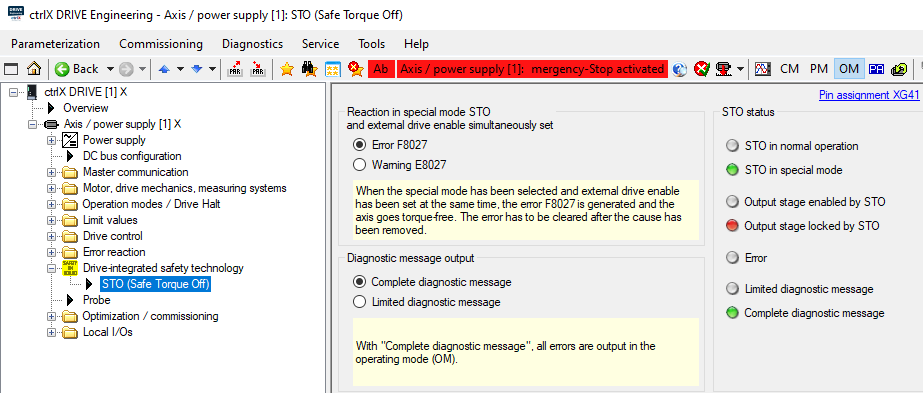 ctrlX DRIVE Engineering - Axis / power supply [1]: STO (Safe Torque Off)
Parameterization Commissioning Diagnostics Service Tools Help
Back PAR PAR Ab Axis / power supply [1]: mergency-Stop activated CM PM OM
ctrlX DRIVE [1] X
Overview
Axis / power supply [1] X
Power supply
DC bus configuration
Master communication
Motor, drive mechanics, measuring systems
Operation modes / Drive Halt
Limit values
Drive control
Error reaction
Drive-integrated safety technology
STO (Safe Torque Off)
Probe
Optimization / commissioning
Local I/Os
Pin assignment XG41
Reaction in special mode STO
and external drive enable simultaneously set
Error F8027
Warning E8027
When the special mode has been selected and external drive enable
has been set at the same time, the error F8027 is generated and the
axis goes torque-free. The error has to be cleared after the cause has
been removed.
Diagnostic message output
Complete diagnostic message
Limited diagnostic message
With "Complete diagnostic message", all errors are output in the
operating mode (OM).
STO status
STO in normal operation
STO in special mode
Output stage enabled by STO
Output stage locked by STO
Error
Limited diagnostic message
Complete diagnostic message